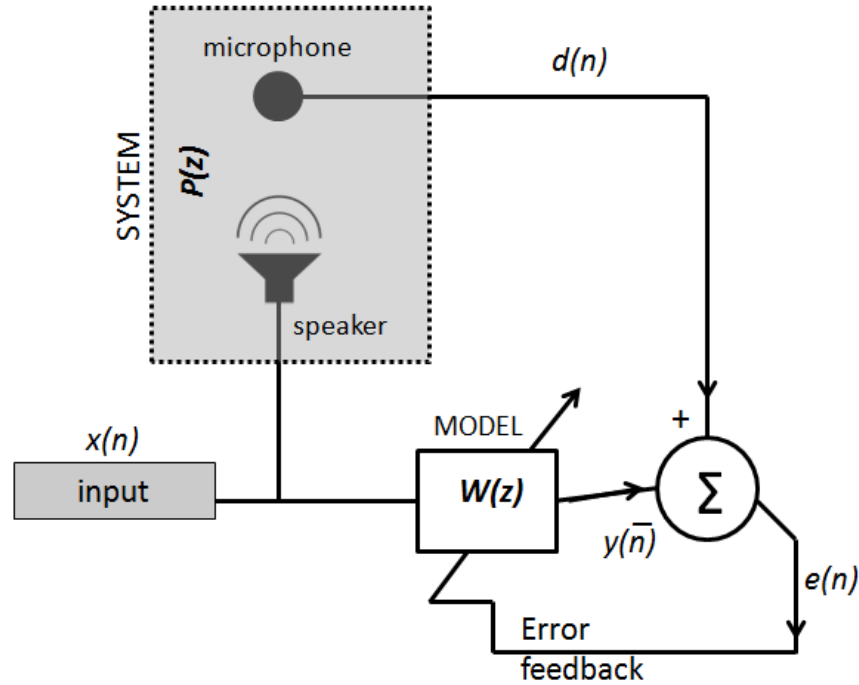 microphone
d(n)
SYSTEM
P(z)
speaker
+
x(n)
MODEL
input
W(z)
Σ
y(n)
–
e(n)
Error
feedback